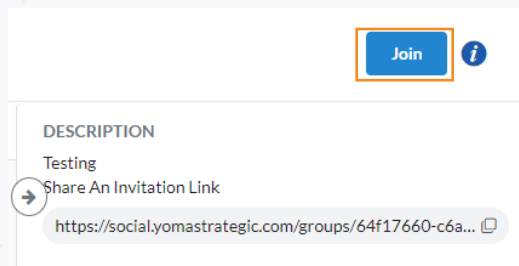 Join
i
DESCRIPTION
Testing
Share An Invitation Link
https://social.yomastrategic.com/groups/64f17660-c6a...